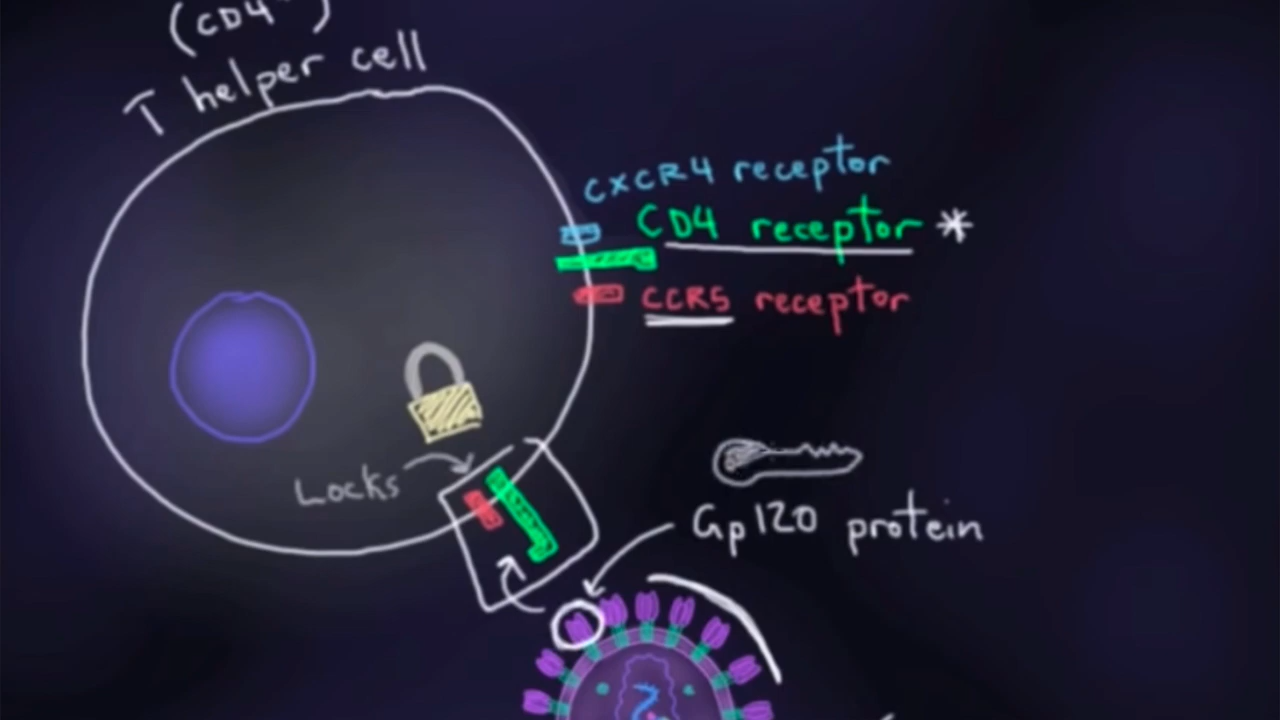 (CD4⁺)
T helper cell
CXCR4 receptor
CD4 receptor *
CCR5 receptor
Locks
Gp120 protein